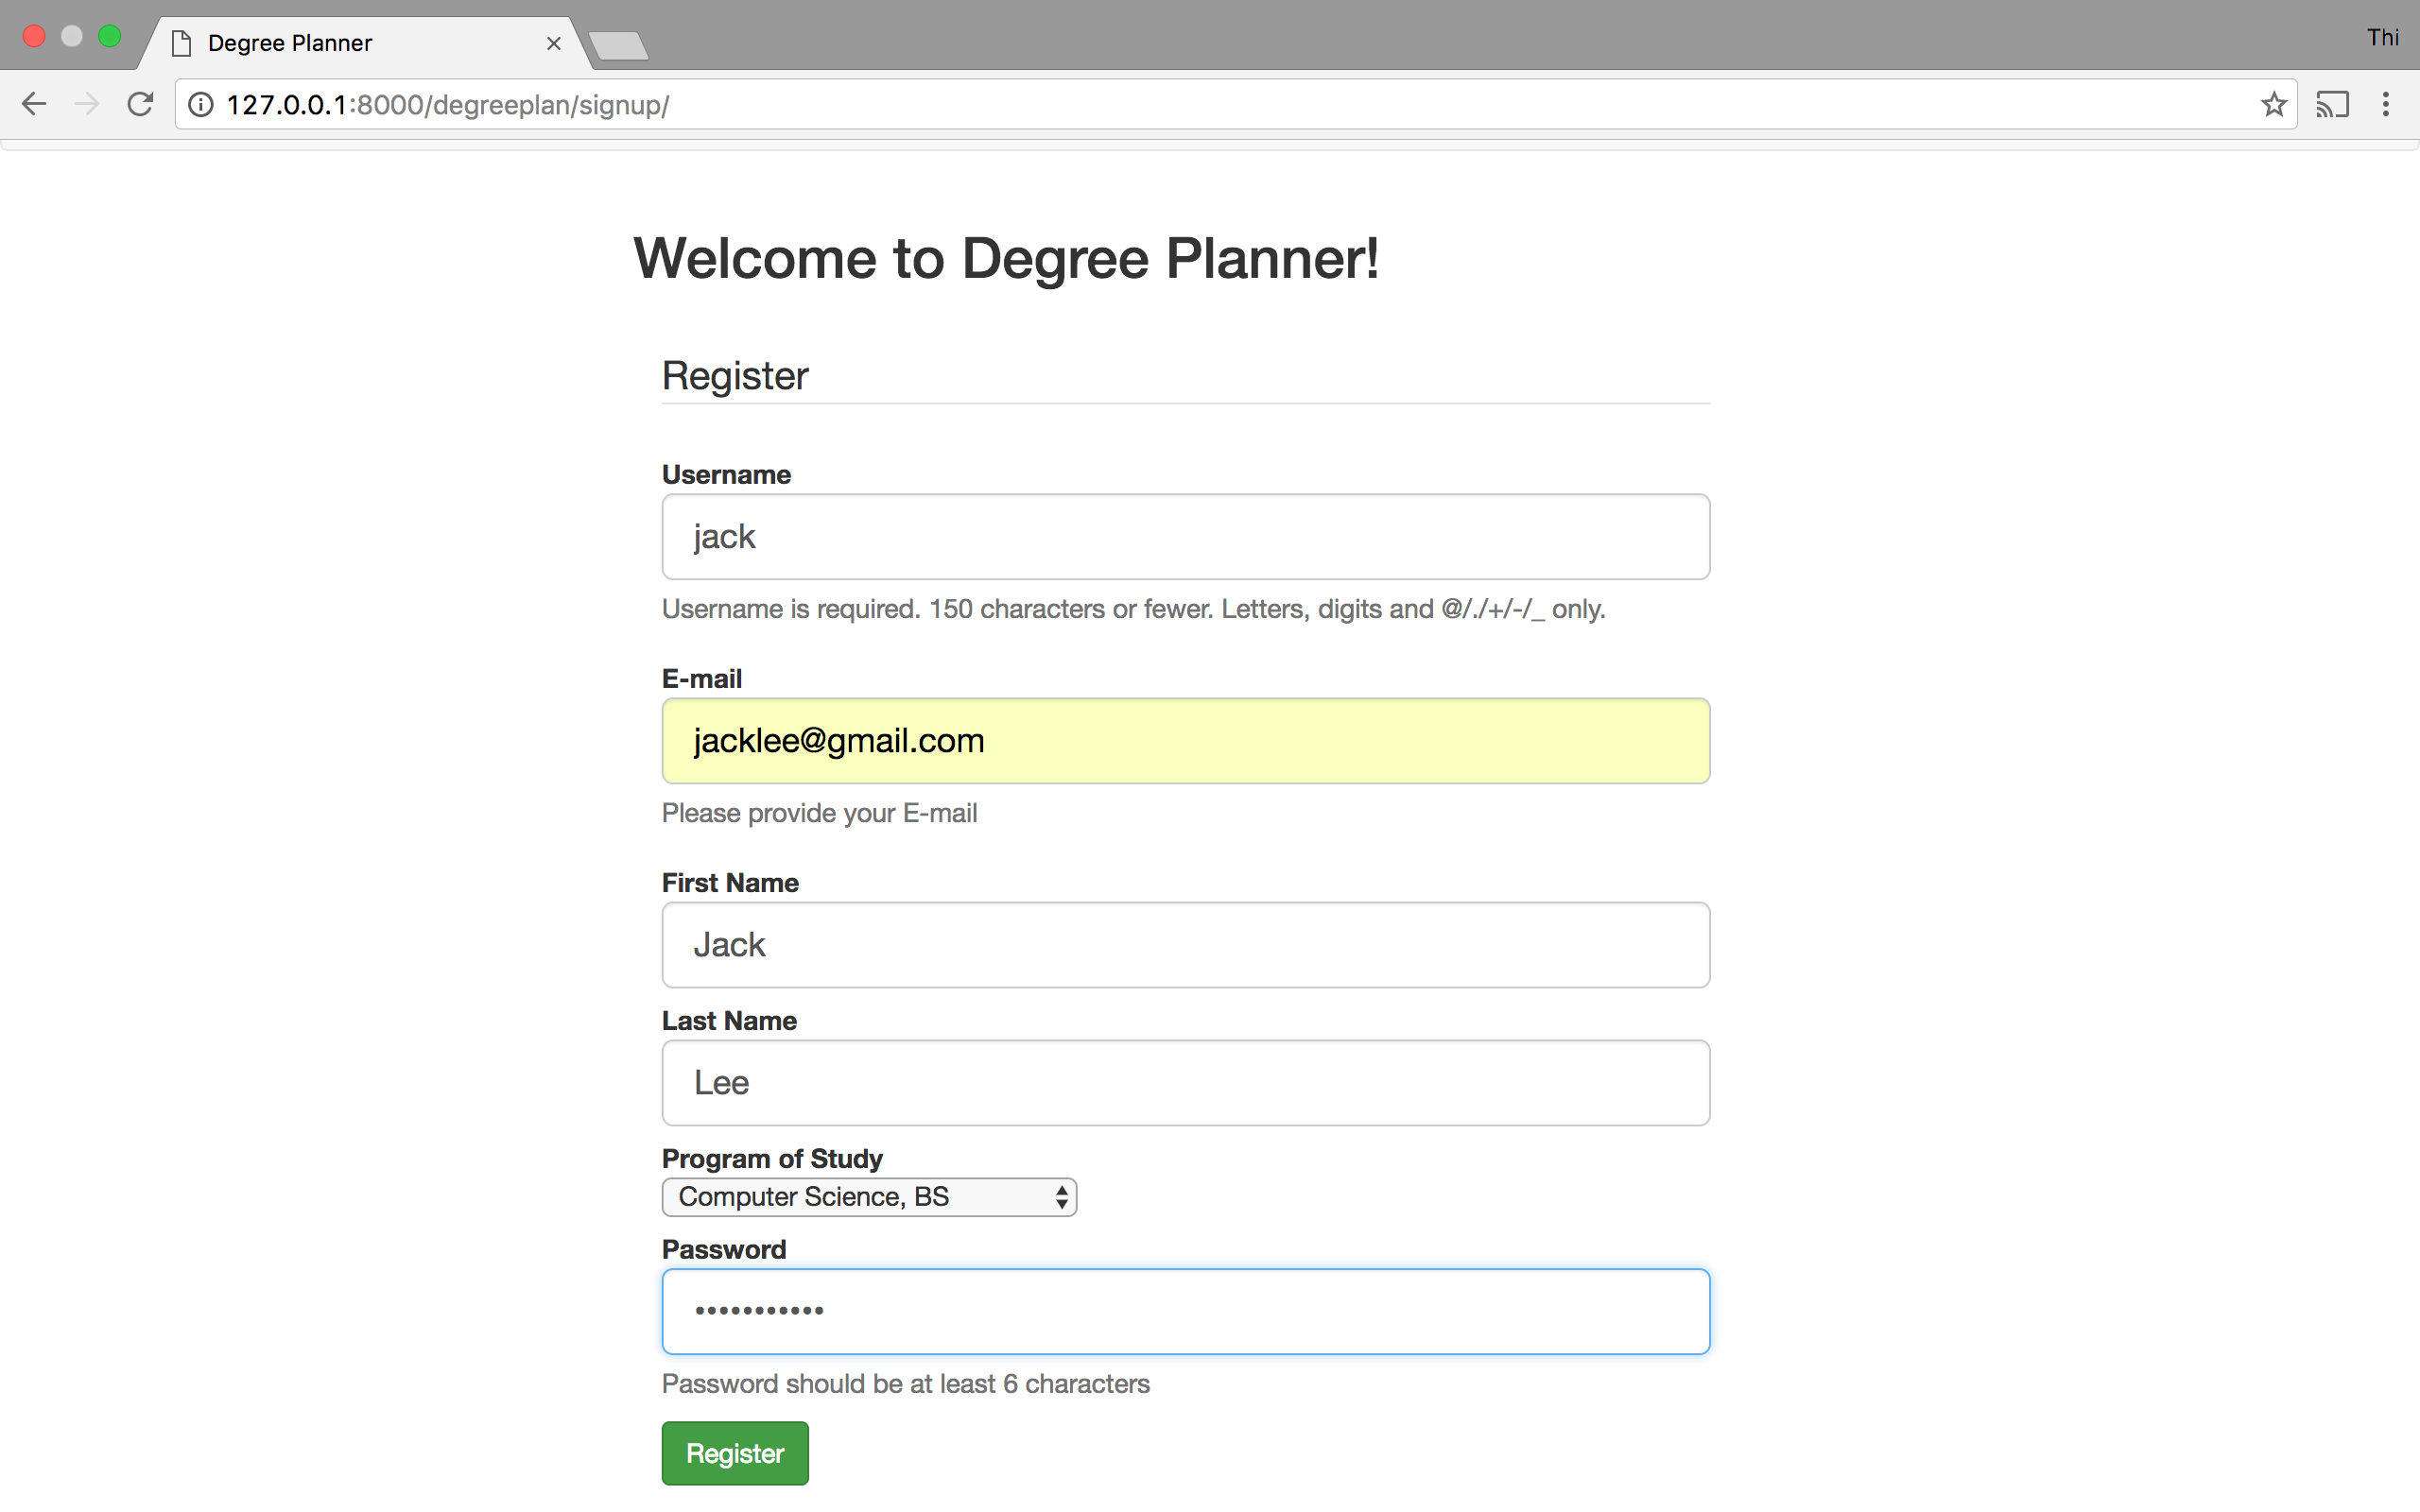 Degree Planner
Thi
127.0.0.1:8000/degreeplan/signup/
Welcome to Degree Planner!
Register
Username
jack
Username is required. 150 characters or fewer. Letters, digits and @/./+/-/_ only.
E-mail
jacklee@gmail.com
Please provide your E-mail
First Name
Jack
Last Name
Lee
Program of Study
Computer Science, BS
Password
•••••••••••
Password should be at least 6 characters
Register